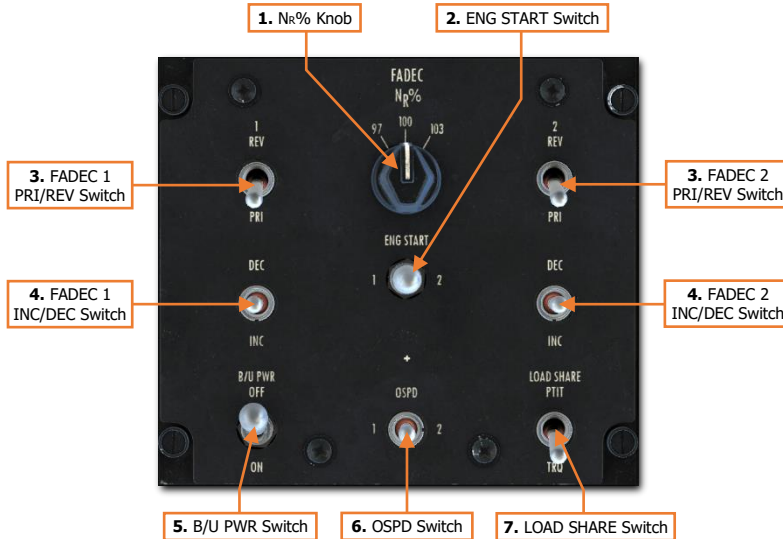 1. NR% Knob
2. ENG START Switch
FADEC
NR%
97 100 103
1
REV
2
REV
3. FADEC 1
PRI/REV Switch
3. FADEC 2
PRI/REV Switch
PRI
PRI
ENG START
1 2
DEC
DEC
4. FADEC 1
INC/DEC Switch
4. FADEC 2
INC/DEC Switch
INC
INC
B/U PWR
OFF
OSPD
LOAD SHARE
PTIT
1 2
ON
TRQ
5. B/U PWR Switch
6. OSPD Switch
7. LOAD SHARE Switch